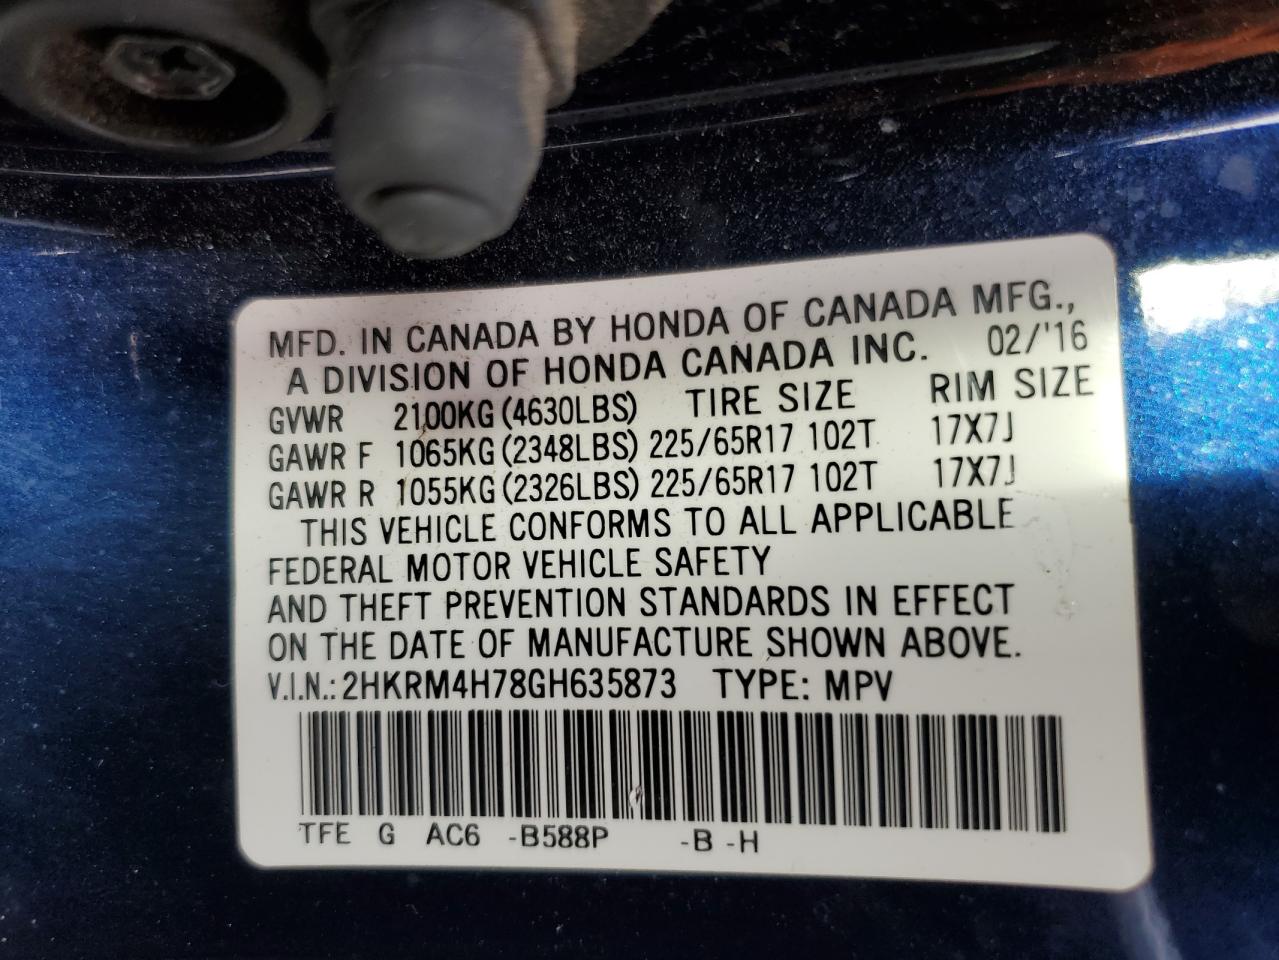 MFD. IN CANADA BY HONDA OF CANADA MFG.,
A DIVISION OF HONDA CANADA INC. 02/'16
GVWR 2100KG (4630LBS) TIRE SIZE RIM SIZE
GAWR F 1065KG (2348LBS) 225/65R17 102T 17X7J
GAWR R 1055KG (2326LBS) 225/65R17 102T 17X7J
THIS VEHICLE CONFORMS TO ALL APPLICABLE
FEDERAL MOTOR VEHICLE SAFETY
AND THEFT PREVENTION STANDARDS IN EFFECT
ON THE DATE OF MANUFACTURE SHOWN ABOVE.
V.I.N.: 2HKRM4H78GH635873 TYPE: MPV
TFE G AC6 -B588P -B -H